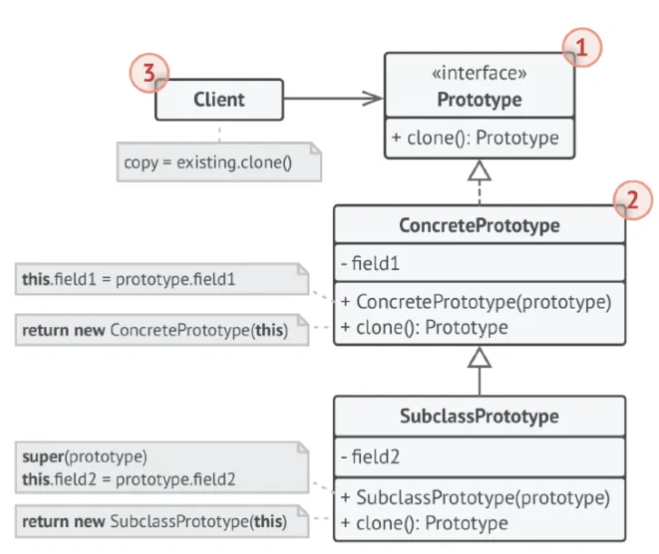 3
Client
copy = existing.clone()
1
«interface»
Prototype
+ clone(): Prototype
2
ConcretePrototype
- field1
this.field1 = prototype.field1
+ ConcretePrototype(prototype)
return new ConcretePrototype(this)
+ clone(): Prototype
SubclassPrototype
- field2
super(prototype)
this.field2 = prototype.field2
+ SubclassPrototype(prototype)
return new SubclassPrototype(this)
+ clone(): Prototype